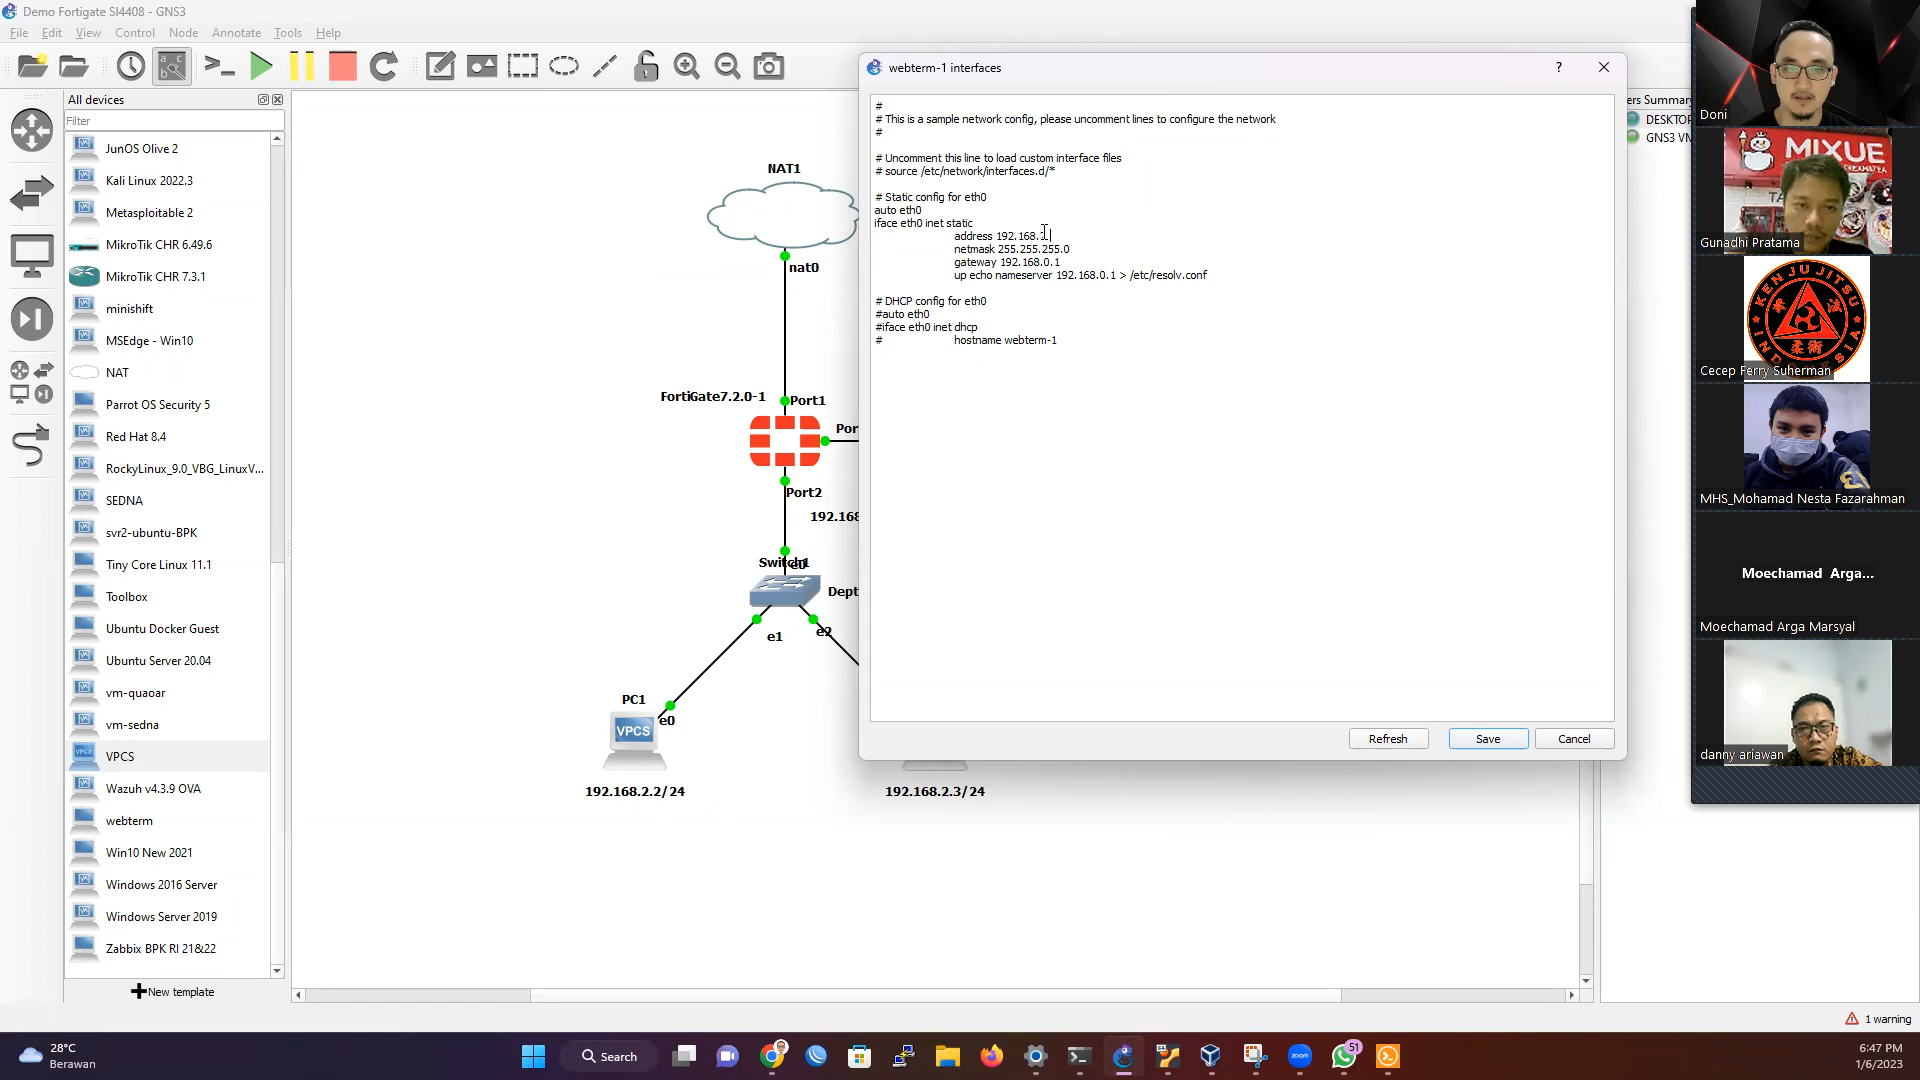 Demo Fortigate SI4408 - GNS3
File Edit View Control Node Annotate Tools Help
All devices
Filter
JunOS Olive 2
Kali Linux 2022.3
Metasploitable 2
MikroTik CHR 6.49.6
MikroTik CHR 7.3.1
minishift
MSEdge - Win10
NAT
Parrot OS Security 5
Red Hat 8.4
RockyLinux_9.0_VBG_LinuxV...
SEDNA
svr2-ubuntu-BPK
Tiny Core Linux 11.1
Toolbox
Ubuntu Docker Guest
Ubuntu Server 20.04
vm-quaoar
vm-sedna
VPCS
Wazuh v4.3.9 OVA
webterm
Win10 New 2021
Windows 2016 Server
Windows Server 2019
Zabbix BPK RI 21&22
New template
NAT1
nat0
FortiGate7.2.0-1
Port1
Por
Port2
192.168
Switch1
e0
Dept
e1
e2
PC1
e0
VPCS
192.168.2.2/24
192.168.2.3/24
webterm-1 interfaces
#
# This is a sample network config, please uncomment lines to configure the network
#
# Uncomment this line to load custom interface files
# source /etc/network/interfaces.d/*
# Static config for eth0
auto eth0
iface eth0 inet static
address 192.168.
netmask 255.255.255.0
gateway 192.168.0.1
up echo nameserver 192.168.0.1 > /etc/resolv.conf
# DHCP config for eth0
#auto eth0
#iface eth0 inet dhcp
# hostname webterm-1
Refresh Save Cancel
ers Summary
DESKTOP
GNS3 VM
Doni
MIXUE
Gunadhi Pratama
KENJUJITSU
INDONESIA
柔術
Cecep Ferry Suherman
MHS_Mohamad Nesta Fazarahman
Moechamad Arga...
Moechamad Arga Marsyal
danny ariawan
1 warning
28°C
Berawan
Search
51
zoom
6:47 PM
1/6/2023